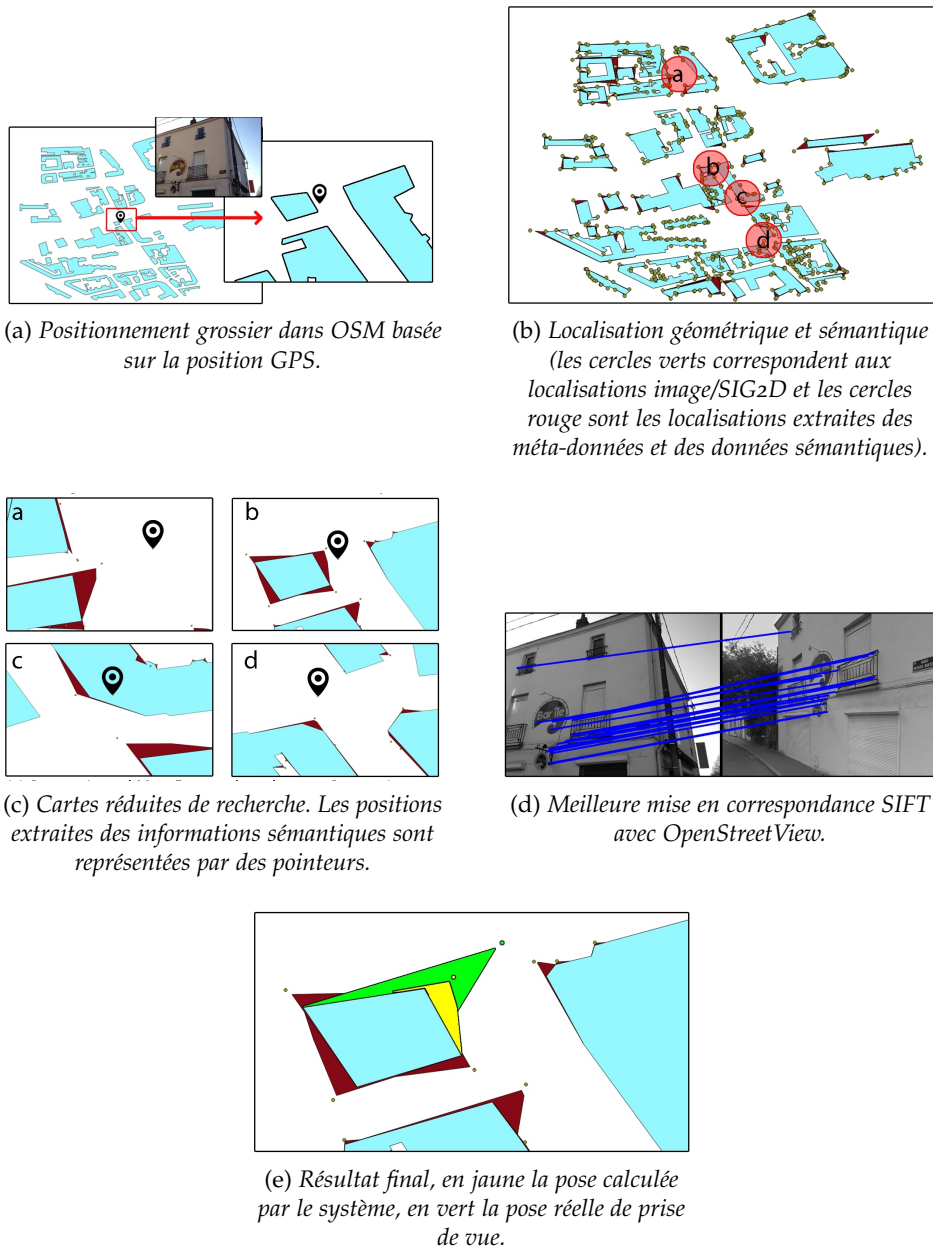 (a) Positionnement grossier dans OSM basée
sur la position GPS.
a
b
c
d
(b) Localisation géométrique et sémantique
(les cercles verts correspondent aux
localisations image/SIG2D et les cercles
rouge sont les localisations extraites des
méta-données et des données sémantiques).
a
b
c
d
(c) Cartes réduites de recherche. Les positions
extraites des informations sémantiques sont
représentées par des pointeurs.
(d) Meilleure mise en correspondance SIFT
avec OpenStreetView.
(e) Résultat final, en jaune la pose calculée
par le système, en vert la pose réelle de prise
de vue.